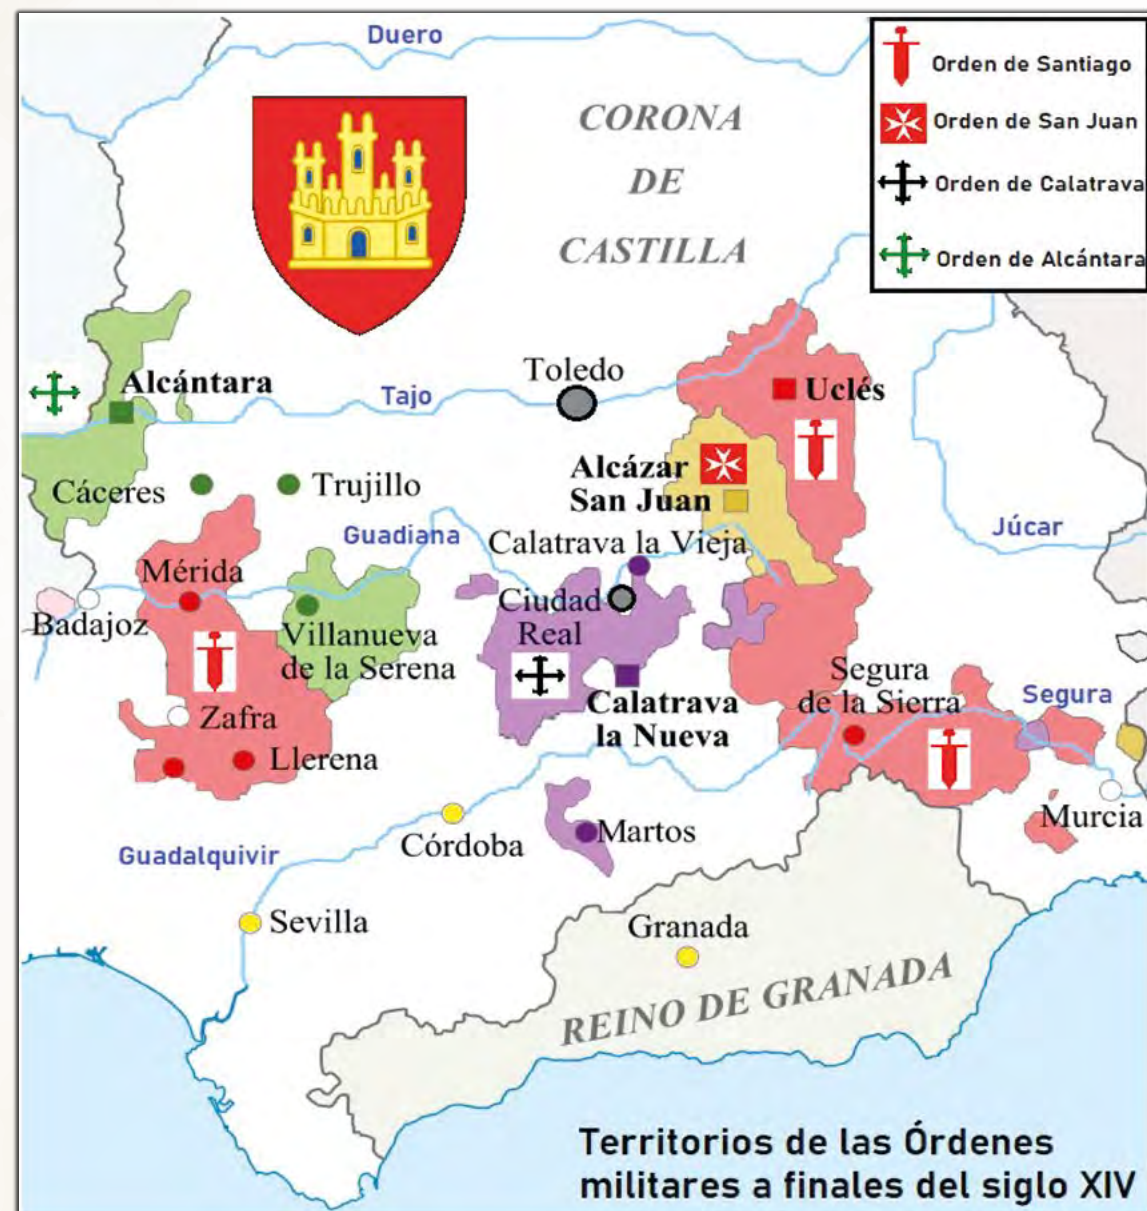 Duero
CORONA
DE
CASTILLA
Orden de Santiago
Orden de San Juan
Orden de Calatrava
Orden de Alcántara
Alcántara
Tajo
Toledo
Uclés
Cáceres
Trujillo
Alcázar
San Juan
Guadiana
Calatrava la Vieja
Júcar
Mérida
Badajoz
Villanueva
de la Serena
Ciudad
Real
Calatrava
la Nueva
Segura
de la Sierra
Segura
Zafra
Llerena
Murcia
Guadalquivir
Córdoba
Martos
Sevilla
Granada
REINO DE GRANADA
Territorios de las Órdenes
militares a finales del siglo XIV